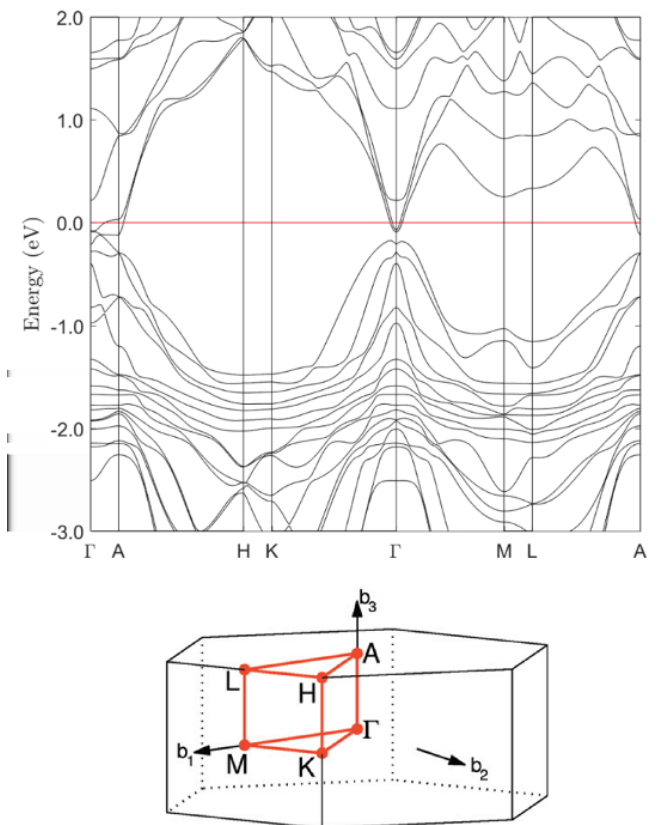 2.0
1.0
0.0
-1.0
-2.0
-3.0
Energy (eV)
Γ A H K Γ M L A
b3
A
L
H
Γ
b1
M
K
b2